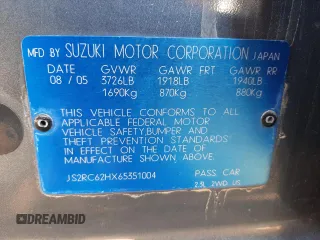 MFD BY SUZUKI MOTOR CORPORATION JAPAN
DATE GVWR GAWR FRT GAWR RR
08 / 05 3726LB 1918LB 1940LB
1690Kg 870Kg 880Kg
THIS VEHICLE CONFORMS TO ALL
APPLICABLE FEDERAL MOTOR
VEHICLE SAFETY,BUMPER AND
THEFT PREVENTION STANDARDS
IN EFFECT ON THE DATE OF
MANUFACTURE SHOWN ABOVE.
JS2RC62HX65351004 PASS. CAR
2WD US
DREAMBID